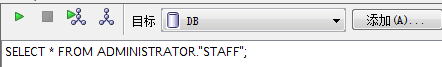 目标 DB 添加(A)...
SELECT * FROM ADMINISTRATOR."STAFF";